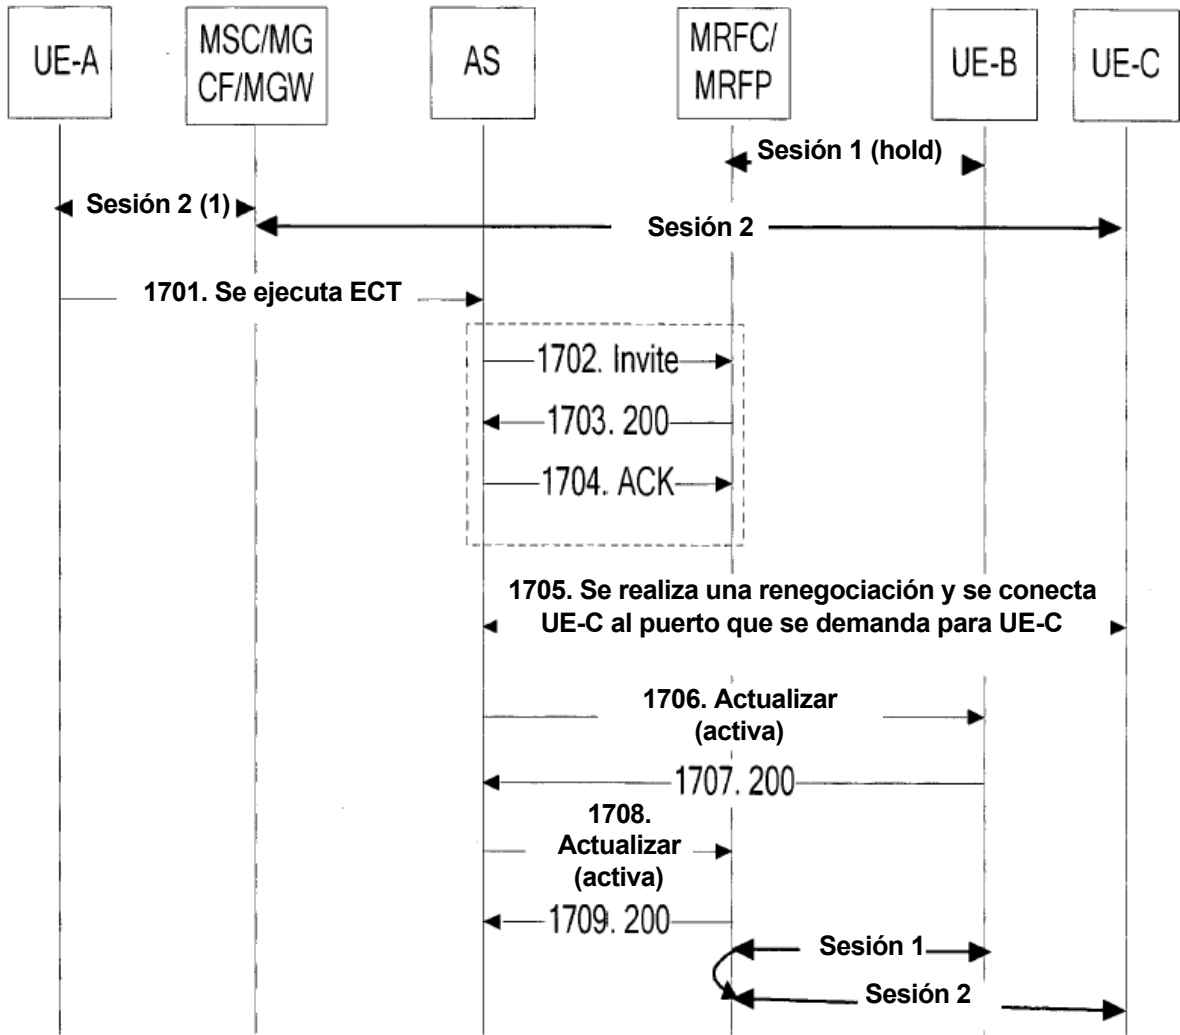 UE-A
MSC/MG
CF/MGW
AS
MRFC/
MRFP
UE-B
UE-C
Sesión 1 (hold)
Sesión 2 (1)
Sesión 2
1701. Se ejecuta ECT
1702. Invite
1703. 200
1704. ACK
1705. Se realiza una renegociación y se conecta
UE-C al puerto que se demanda para UE-C
1706. Actualizar
(activa)
1707. 200
1708.
Actualizar
(activa)
1709. 200
Sesión 1
Sesión 2